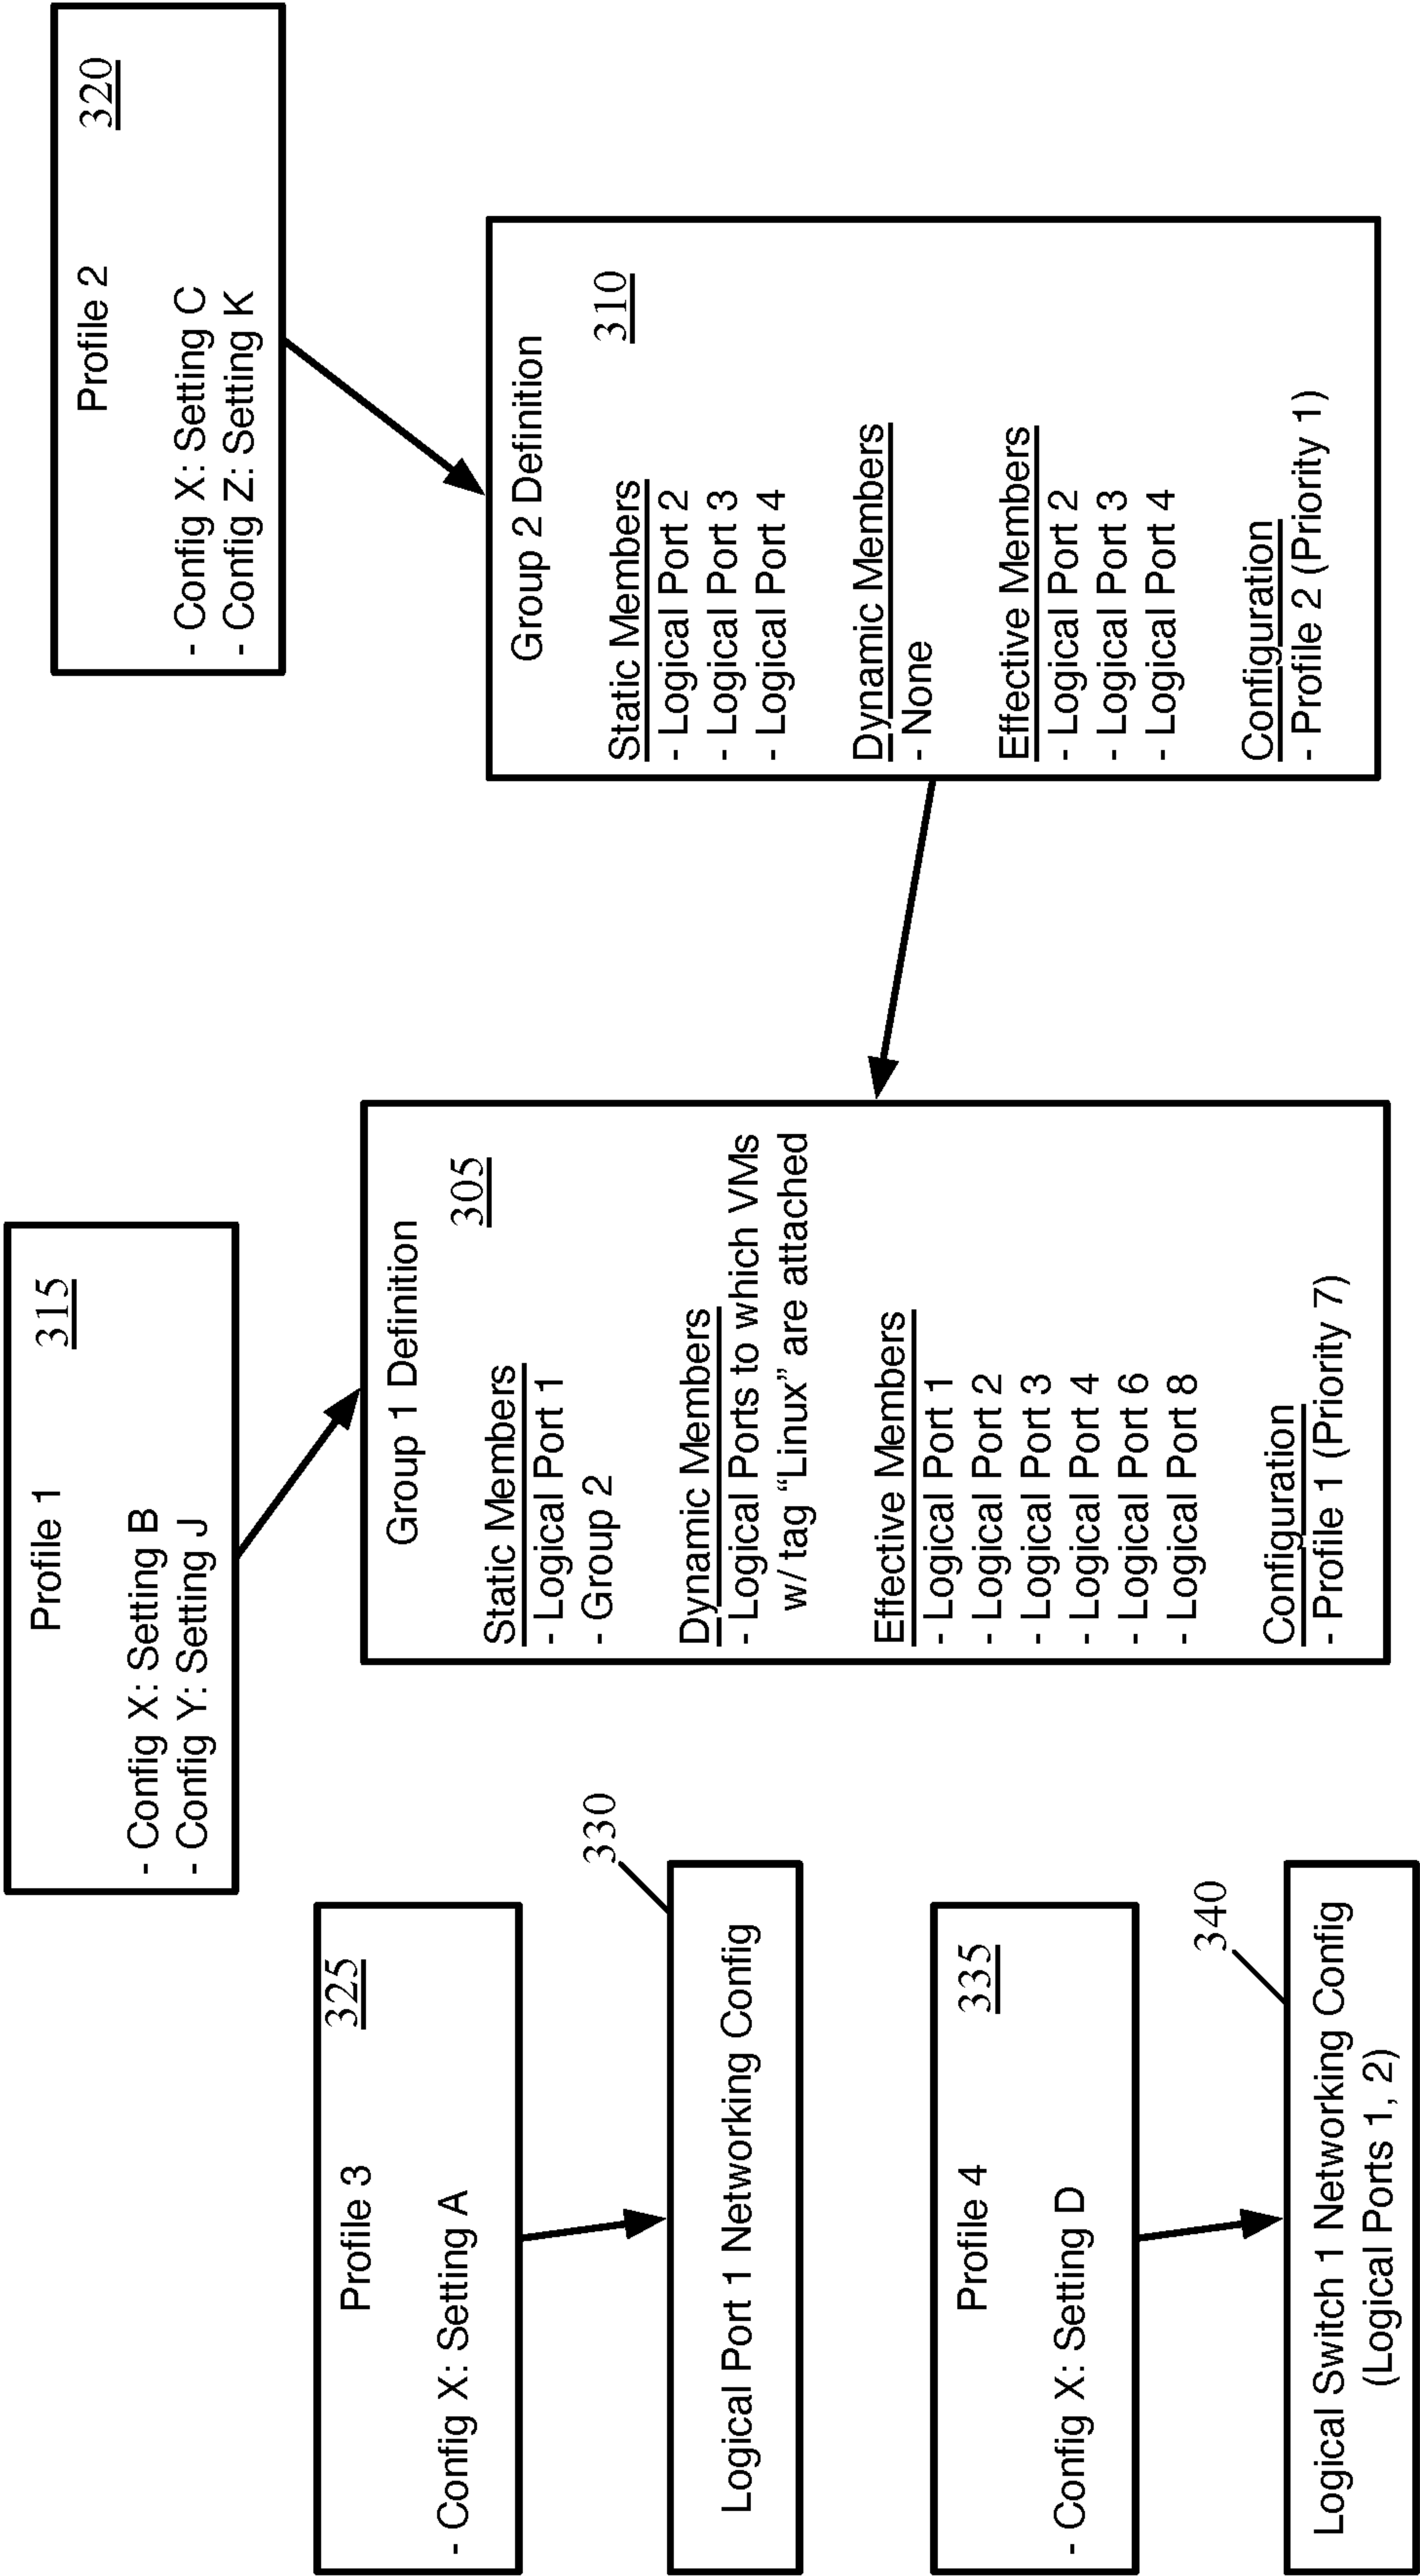 Profile 1
315
- Config X: Setting B
- Config Y: Setting J
Profile 2
320
- Config X: Setting C
- Config Z: Setting K
Profile 3
325
- Config X: Setting A
330
Logical Port 1 Networking Config
Profile 4
335
- Config X: Setting D
340
Logical Switch 1 Networking Config
(Logical Ports 1, 2)
Group 1 Definition
305
Static Members
- Logical Port 1
- Group 2
Dynamic Members
- Logical Ports to which VMs
w/ tag “Linux” are attached
Effective Members
- Logical Port 1
- Logical Port 2
- Logical Port 3
- Logical Port 4
- Logical Port 6
- Logical Port 8
Configuration
- Profile 1 (Priority 7)
Group 2 Definition
310
Static Members
- Logical Port 2
- Logical Port 3
- Logical Port 4
Dynamic Members
- None
Effective Members
- Logical Port 2
- Logical Port 3
- Logical Port 4
Configuration
- Profile 2 (Priority 1)